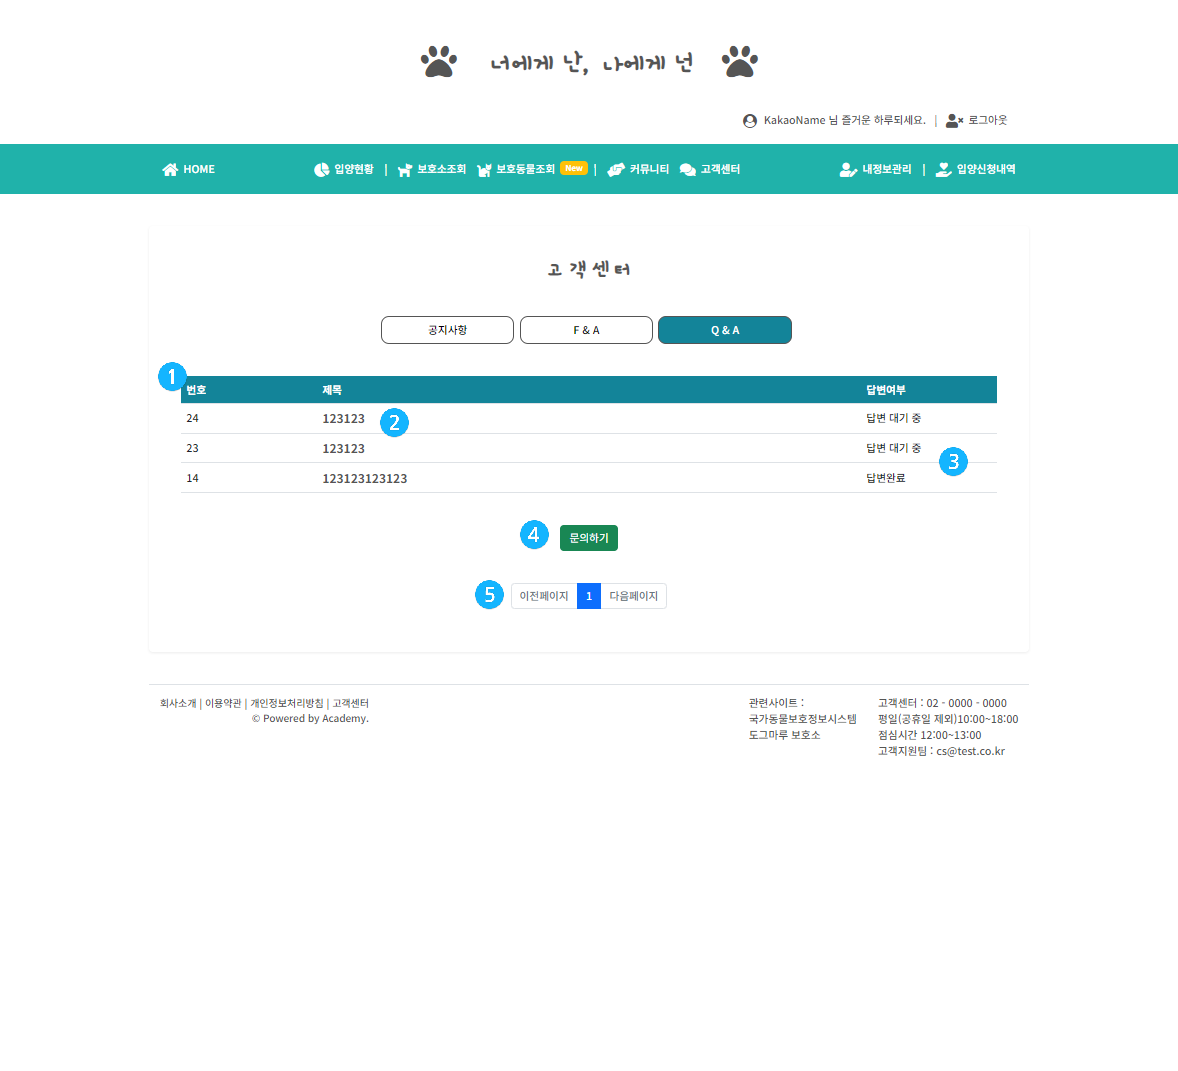 너에게 난, 나에게 넌
KakaoName 님 즐거운 하루되세요. | 로그아웃
HOME 입양현황 | 보호소조회 보호동물조회 New | 커뮤니티 고객센터 내정보관리 | 입양신청내역
고객센터
공지사항 F & A Q & A
1 번호 제목 답변여부
24 123123 2 답변 대기 중
23 123123 답변 대기 중
3
14 123123123123 답변완료
4 문의하기
5 이전페이지 1 다음페이지
회사소개 | 이용약관 | 개인정보처리방침 | 고객센터
© Powered by Academy.
관련사이트 :
국가동물보호정보시스템
도그마루 보호소
고객센터 : 02 - 0000 - 0000
평일(공휴일 제외)10:00~18:00
점심시간 12:00~13:00
고객지원팀 : cs@test.co.kr